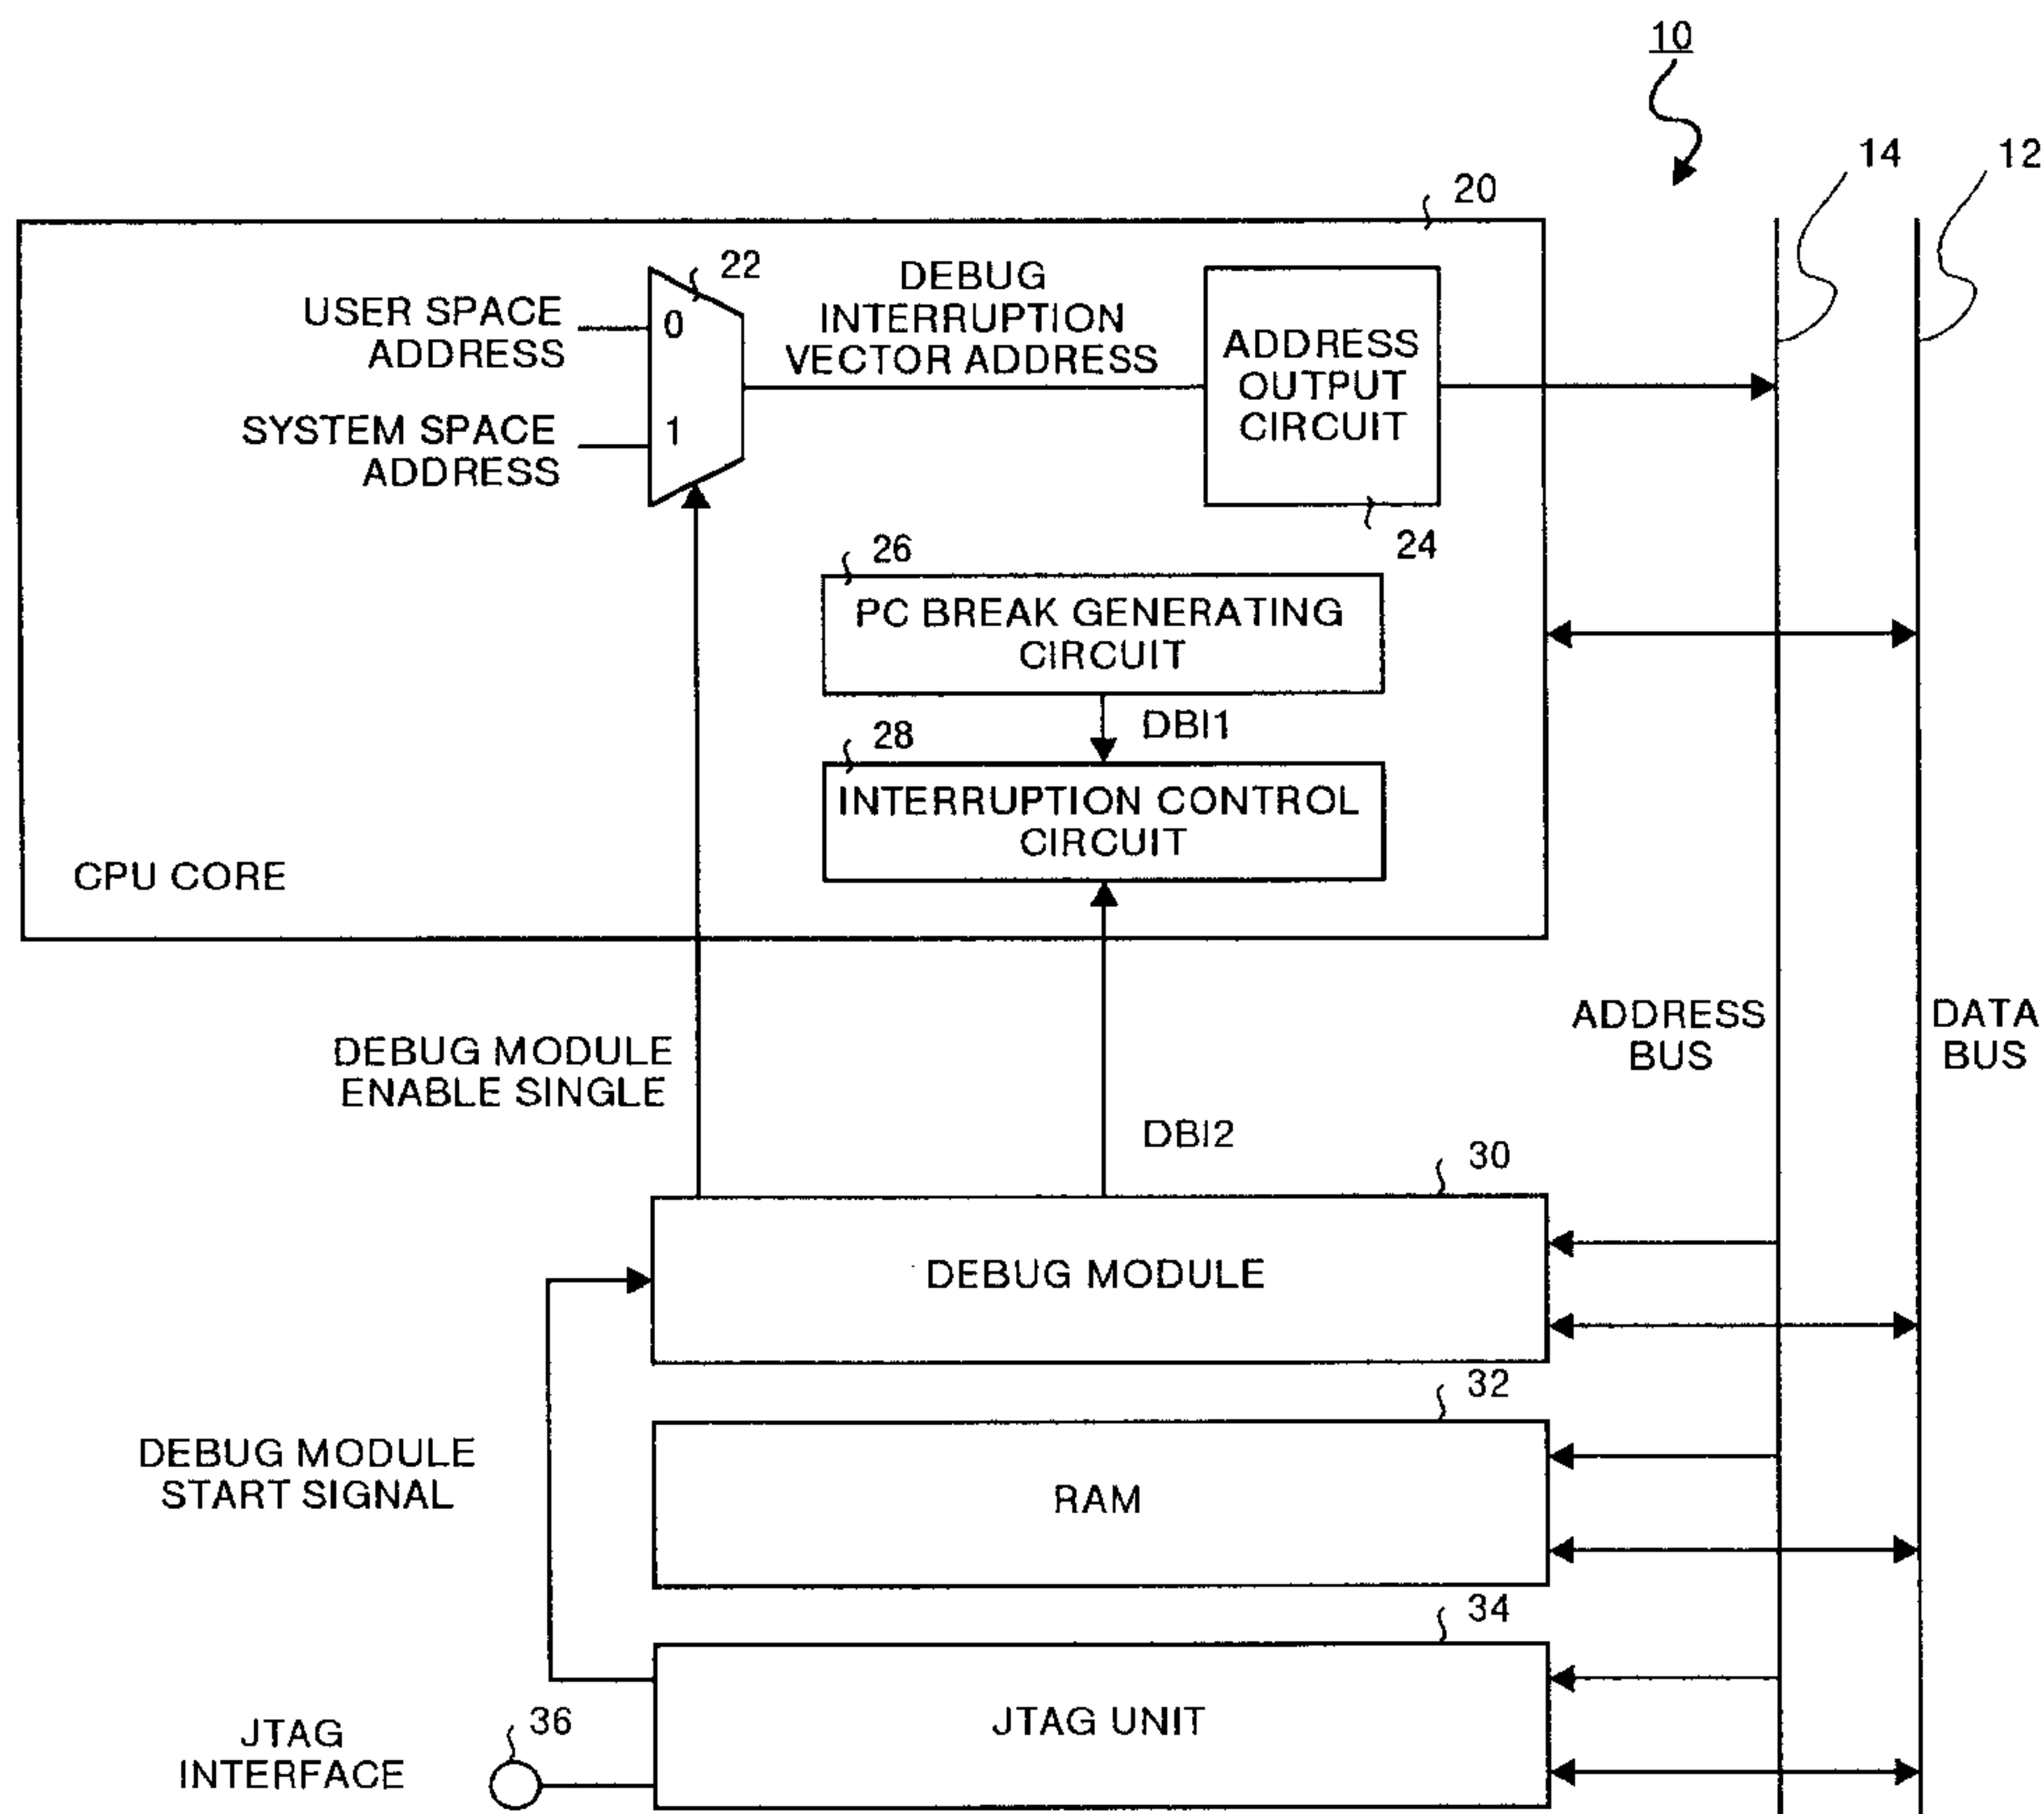 10
14
12
20
22
USER SPACE
ADDRESS
0
SYSTEM SPACE
ADDRESS
1
DEBUG
INTERRUPTION
VECTOR ADDRESS
ADDRESS
OUTPUT
CIRCUIT
24
26
PC BREAK GENERATING
CIRCUIT
DBI1
28
INTERRUPTION CONTROL
CIRCUIT
CPU CORE
ADDRESS
BUS
DATA
BUS
DEBUG MODULE
ENABLE SINGLE
DBI2
30
DEBUG MODULE
32
DEBUG MODULE
START SIGNAL
RAM
34
JTAG UNIT
JTAG
INTERFACE
36